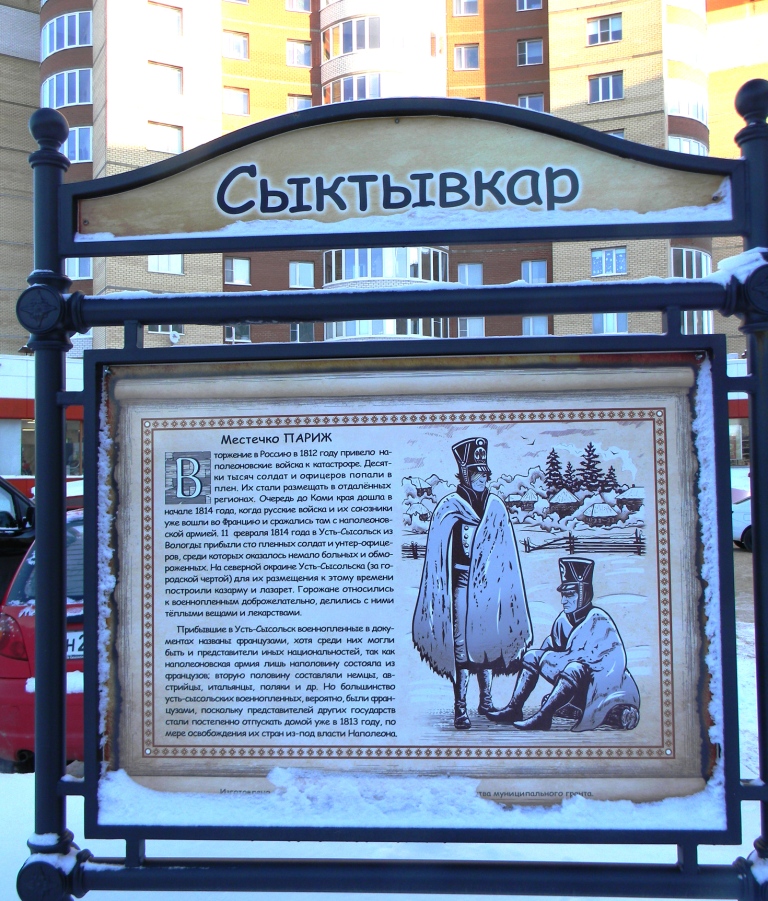 Сыктывкар
Местечко ПАРИЖ
Вторжение в Россию в 1812 году привело на-
полеоновские войска к катастрофе. Десят-
ки тысяч солдат и офицеров попали в
плен. Их стали размещать в отдалённых
регионах. Очередь до Коми края дошла в
начале 1814 года, когда русские войска и их союзники
уже вошли во Францию и сражались там с наполеонов-
ской армией. 11 февраля 1814 года в Усть-Сысольск из
Вологды прибыли сто пленных солдат и унтер-офице-
ров, среди которых оказалось немало больных и обмо-
роженных. На северной окраине Усть-Сысольска (за го-
родской чертой) для их размещения к этому времени
построили казарму и лазарет. Горожане относились
к военнопленным доброжелательно, делились с ними
тёплыми вещами и лекарствами.
Прибывшие в Усть-Сысольск военнопленные в доку-
ментах названы французами, хотя среди них могли
быть и представители иных национальностей, так как
наполеоновская армия лишь наполовину состояла из
французов; вторую половину составляли немцы, ав-
стрийцы, итальянцы, поляки и др. Но большинство
усть-сысольских военнопленных, вероятно, были фран-
цузами, поскольку представителей других государств
стали постепенно отпускать домой уже в 1813 году, по
мере освобождения их стран из-под власти Наполеона.
муниципального гранта.